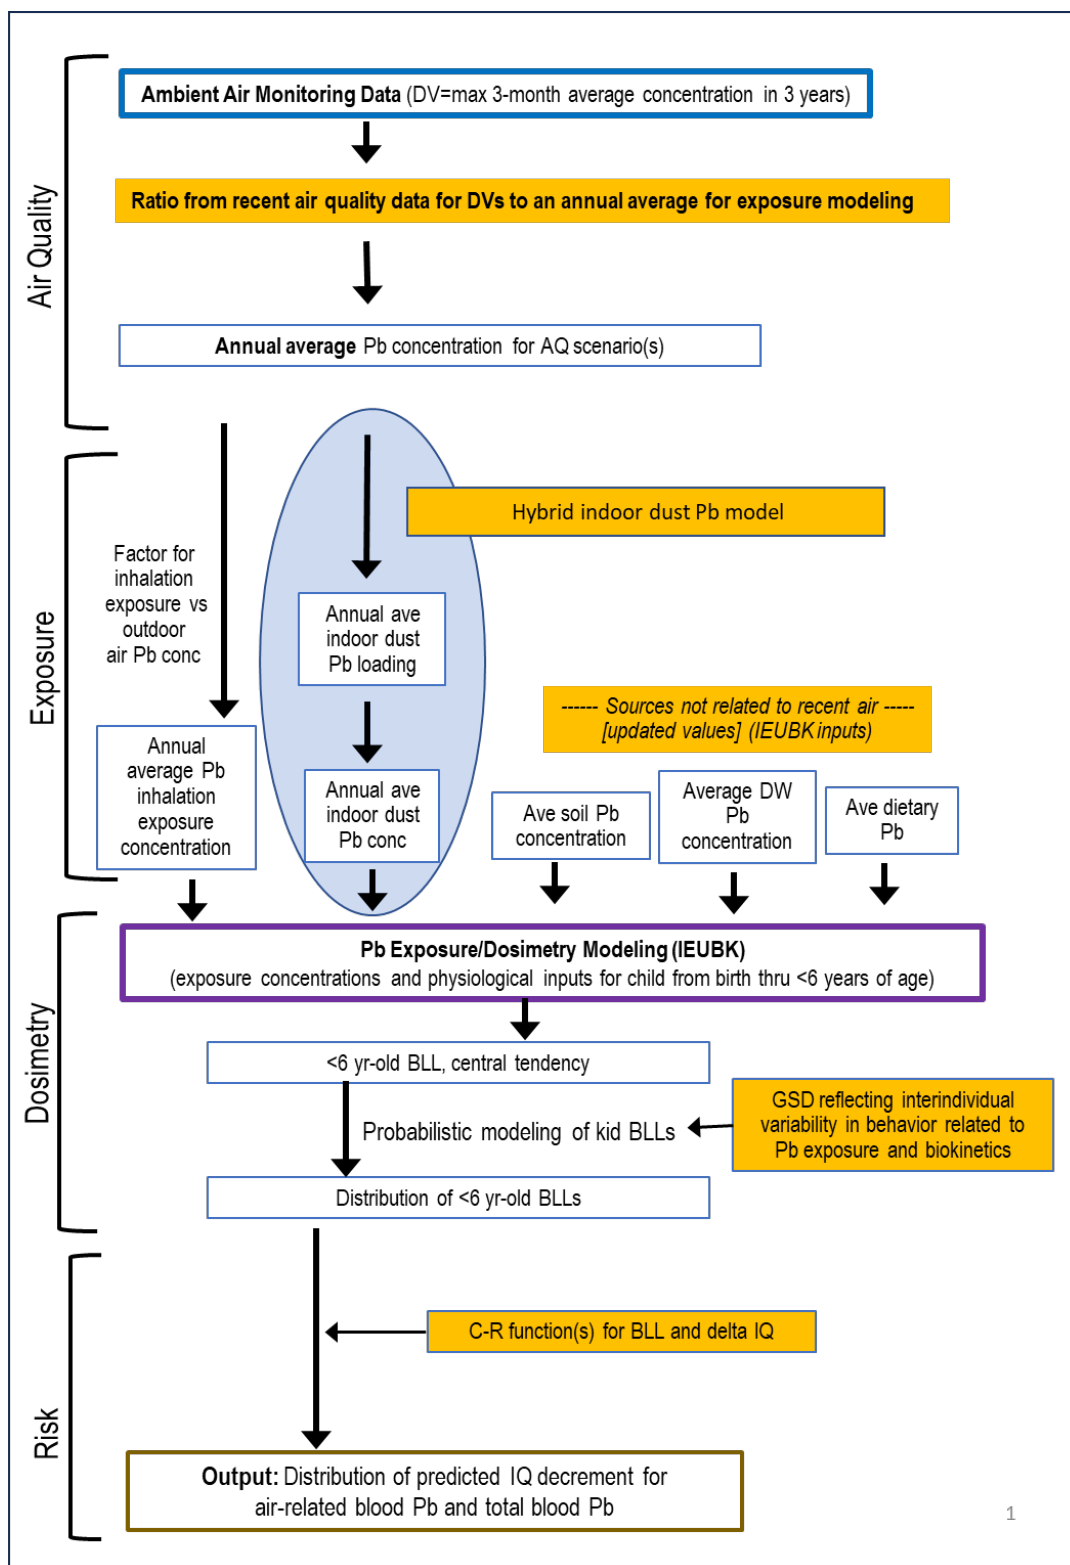 Air Quality
Ambient Air Monitoring Data (DV=max 3-month average concentration in 3 years)
Ratio from recent air quality data for DVs to an annual average for exposure modeling
Annual average Pb concentration for AQ scenario(s)
Exposure
Hybrid indoor dust Pb model
Factor for
inhalation
exposure vs
outdoor
air Pb conc
Annual ave
indoor dust
Pb loading
------ Sources not related to recent air -----
[updated values] (IEUBK inputs)
Annual
average Pb
inhalation
exposure
concentration
Annual ave
indoor dust
Pb conc
Ave soil Pb
concentration
Average DW
Pb
concentration
Ave dietary
Pb
Dosimetry
Pb Exposure/Dosimetry Modeling (IEUBK)
(exposure concentrations and physiological inputs for child from birth thru <6 years of age)
<6 yr-old BLL, central tendency
Probabilistic modeling of kid BLLs
GSD reflecting interindividual
variability in behavior related to
Pb exposure and biokinetics
Distribution of <6 yr-old BLLs
Risk
C-R function(s) for BLL and delta IQ
Output: Distribution of predicted IQ decrement for
air-related blood Pb and total blood Pb
1